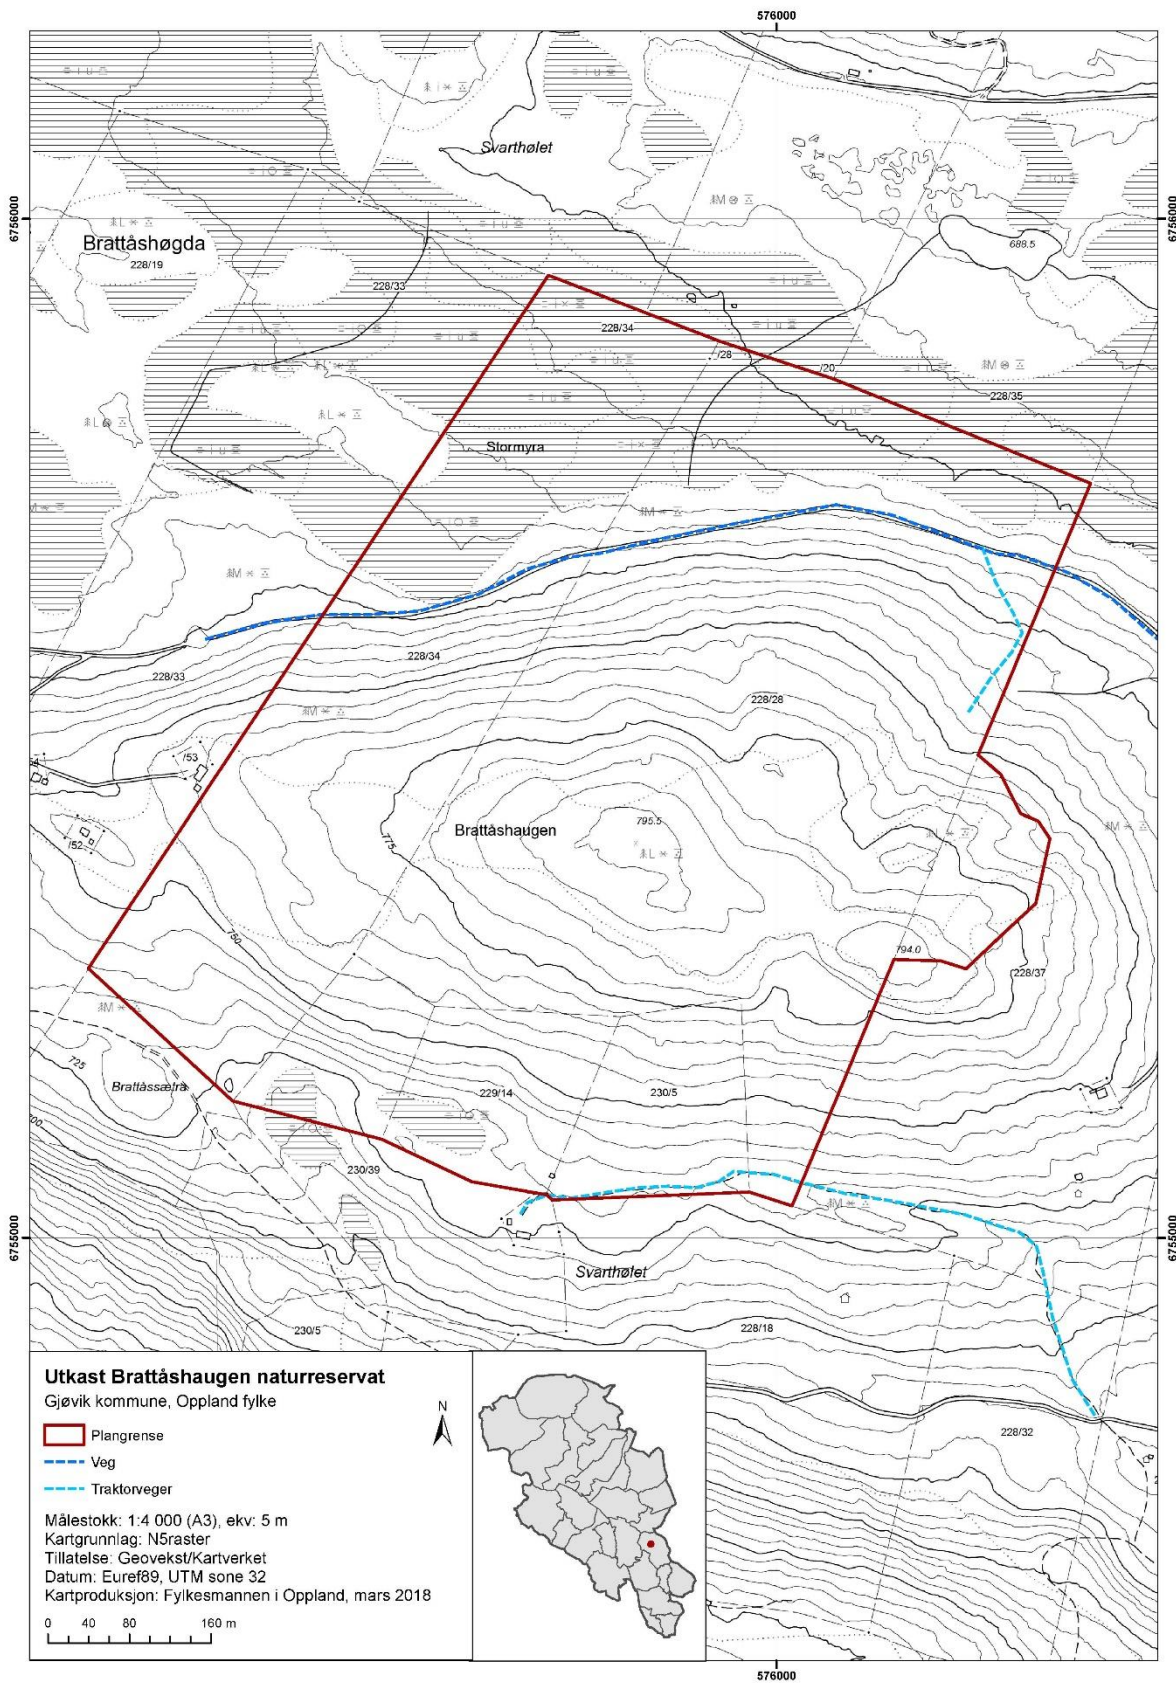 576000
Svarthølet
6756000
6756000
Brattåshøgda
228/19
688.5
228/33
228/34
/28
/20
228/35
Stormyra
228/34
228/33
228/28
/53
/52
775
Brattåshaugen
795.5
794.0
750
228/37
725
Brattåssætra
229/14
230/5
230/39
6755000
6755000
Svarthølet
230/5
228/18
228/32
Utkast Brattåshaugen naturreservat
Gjøvik kommune, Oppland fylke
N
Plangrense
Veg
Traktorveger
Målestokk: 1:4 000 (A3), ekv: 5 m
Kartgrunnlag: N5raster
Tillatelse: Geovekst/Kartverket
Datum: Euref89, UTM sone 32
Kartproduksjon: Fylkesmannen i Oppland, mars 2018
0 40 80 160 m
576000